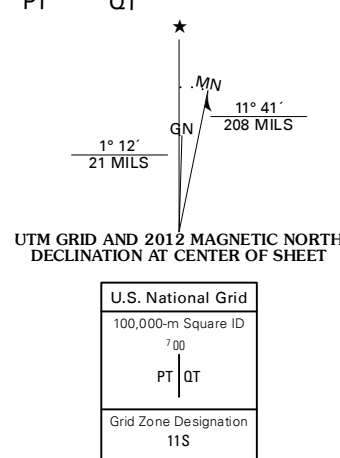 PT QT
★
MN
GN
11° 41´
208 MILS
1° 12´
21 MILS
UTM GRID AND 2012 MAGNETIC NORTH
DECLINATION AT CENTER OF SHEET
U.S. National Grid
100,000-m Square ID
⁷00
PT QT
Grid Zone Designation
11S